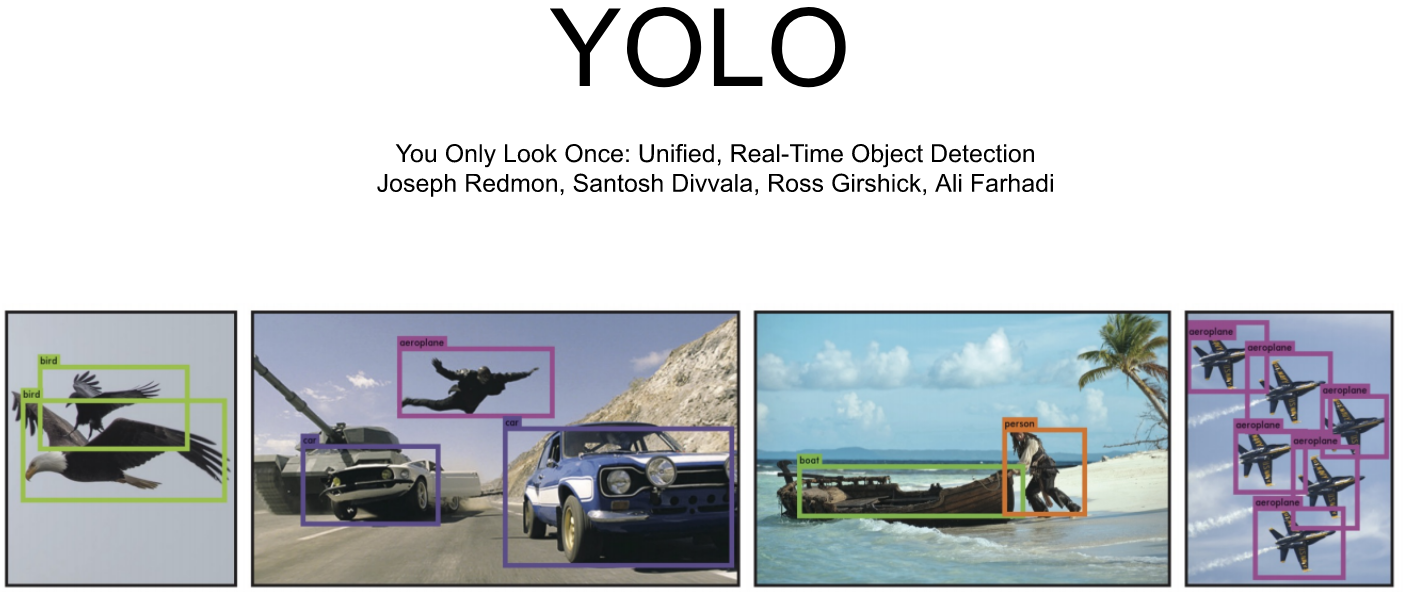 YOLO
You Only Look Once: Unified, Real-Time Object Detection
Joseph Redmon, Santosh Divvala, Ross Girshick, Ali Farhadi
bird
bird
aeroplane
car
car
boat
person
aeroplane
aeroplane
aeroplane
aeroplane
aeroplane
aeroplane